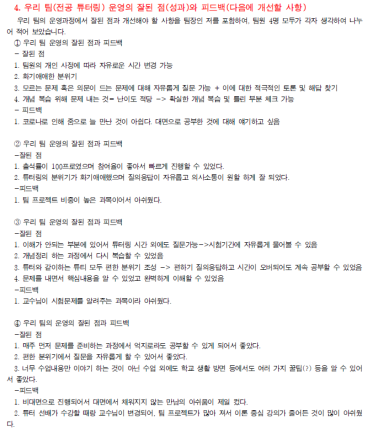 4. 우리 팀(전공 튜터링) 운영의 잘된 점(성과)와 피드백(다음에 개선할 사항)
우리 팀의 운영과정에서 잘된 점과 개선해야 할 사항을 팀장인 저를 포함하여, 팀원 4명 모두가 각자 생각하여 나누
어 적어 보았습니다.
① 우리 팀 운영의 잘된 점과 피드백
- 잘된 점
1. 팀원의 개인 사정에 따라 자유로운 시간 변경 가능
2. 화기애애한 분위기
3. 모르는 문제 혹은 의문이 드는 문제에 대해 자유롭게 질문 가능 + 이에 대한 적극적인 토론 및 해답 찾기
4. 개념 복습 위해 문제 내는 것= 난이도 적당 -> 확실한 개념 복습 및 틀린 부분 체크 가능
- 피드백
1. 코로나로 인해 줌으로 늘 만난 것이 아쉽다. 대면으로 공부한 것에 대해 얘기하고 싶음
② 우리 팀 운영의 잘된 점과 피드백
-잘된 점
1. 출석률이 100프로였으며 참여율이 좋아서 빠르게 진행할 수 있었다.
2. 튜터링의 분위기가 화기애애했으며 질의응답이 자유롭고 의사소통이 원활 하게 잘 되었다.
-피드백
1. 팀 프로젝트 비중이 높은 과목이어서 아쉬웠다.
③ 우리 팀 운영의 잘된 점과 피드백
-잘된 점
1. 이해가 안되는 부분에 있어서 튜터링 시간 외에도 질문가능->시험기간에 자유롭게 물어볼 수 있음
2. 개념정리 하는 과정에서 다시 복습할 수 있었음
3. 튜터와 같이하는 튜티 모두 편한 분위기 조성 -> 편하기 질의응답하고 시간이 오버되어도 계속 공부할 수 있었음
4. 문제를 내면서 핵심내용을 알 수 있었고 완벽하게 이해할 수 있었음
-피드백
1. 교수님이 시험문제를 알려주는 과목이라 아쉬웠다.
④ 우리 팀 운영의 잘된 점과 피드백
-잘된 점
1. 매주 먼저 문제를 준비하는 과정에서 억지로라도 공부할 수 있게 되어서 좋았다.
2. 편한 분위기에서 질문을 자유롭게 할 수 있어서 좋았다.
3. 너무 수업내용만 이야기 하는 것이 아닌 수업 외에도 학교 생활 방면 등에서도 여러 가지 꿀팁(?) 등을 알 수 있어
서 좋았다.
-피드백
1. 비대면으로 진행되어서 대면에서 채워지지 않는 만남의 아쉬움이 제일 컸다.
2. 튜터 선배가 수강할 때랑 교수님이 변경되어, 팀 프로젝트가 많아 져서 이론 중심 강의가 줄어든 것이 많이 아쉬웠
다.